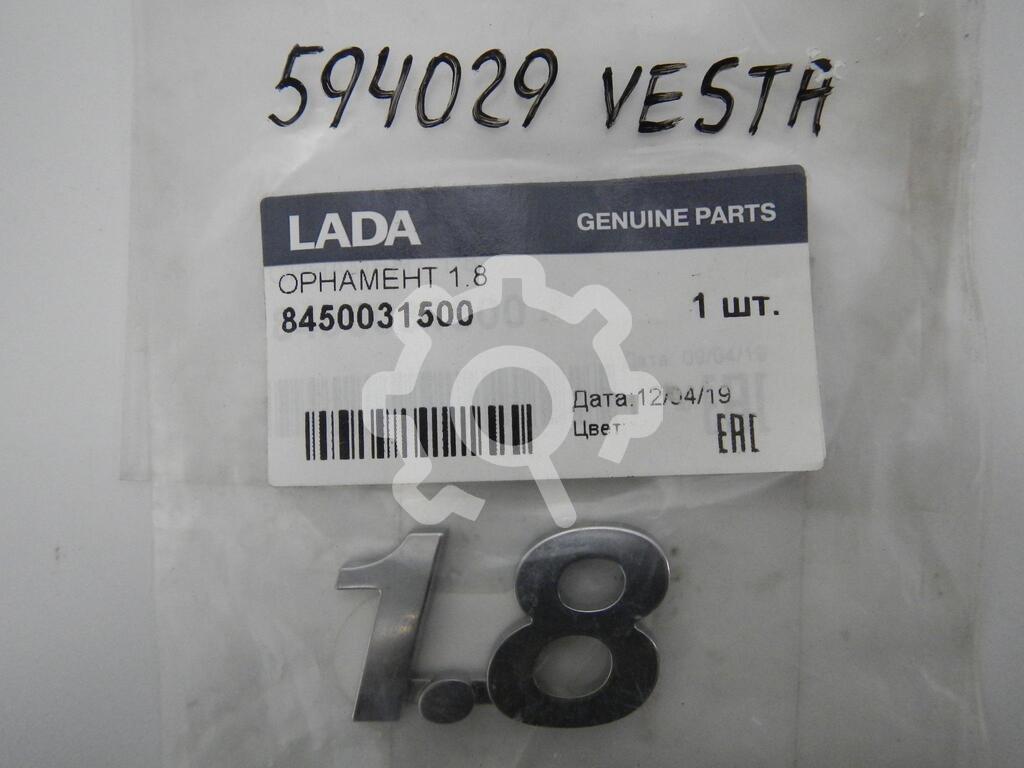 594029 VESTA
LADA GENUINE PARTS
ОРНАМЕНТ 1.8
8450031500 1 шт.
Дата:12/04/19
Цвет:
EAC
1.8